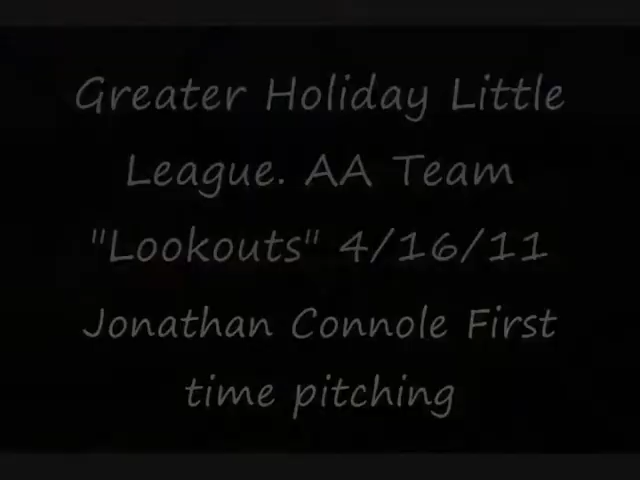 Greater Holiday Little
League. AA Team
"Lookouts" 4/16/11
Jonathan Connole First
time pitching